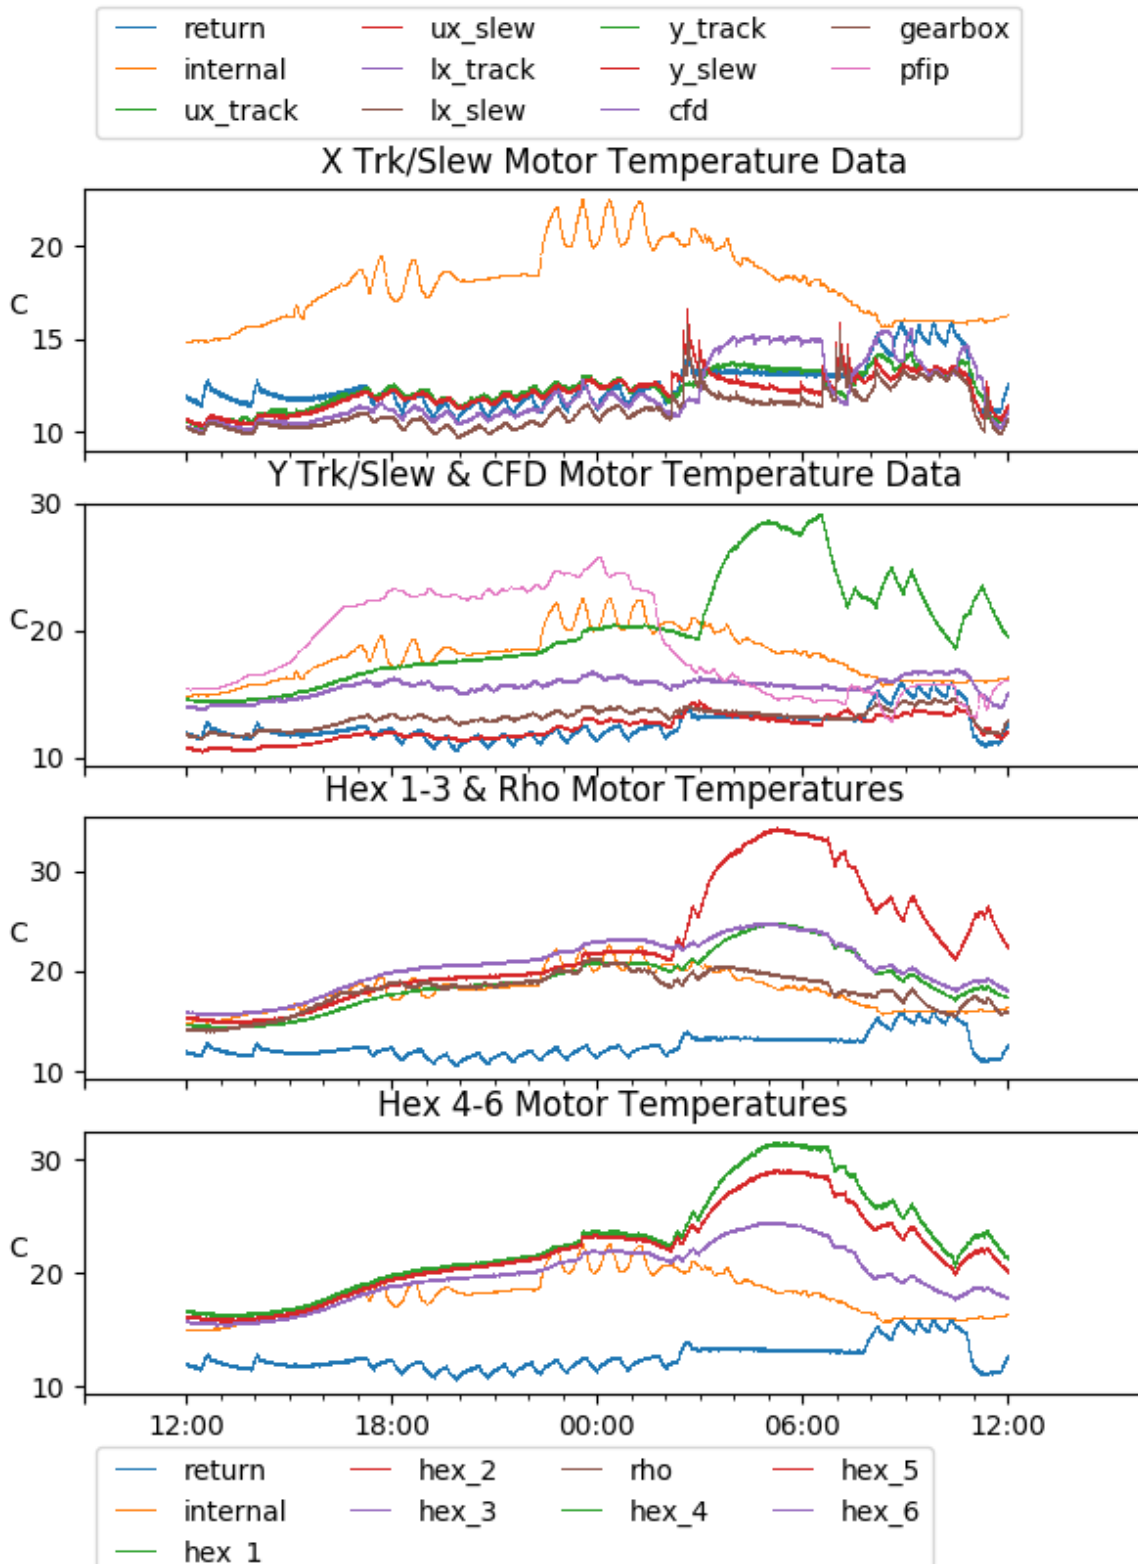 return ux_slew y_track gearbox
internal lx_track y_slew pfip
ux_track lx_slew cfd
X Trk/Slew Motor Temperature Data
20
C
15
10
Y Trk/Slew & CFD Motor Temperature Data
30
C
20
10
Hex 1-3 & Rho Motor Temperatures
30
C
20
10
Hex 4-6 Motor Temperatures
30
C
20
10
12:00 18:00 00:00 06:00 12:00
return hex_2 rho hex_5
internal hex_3 hex_4 hex_6
hex_1